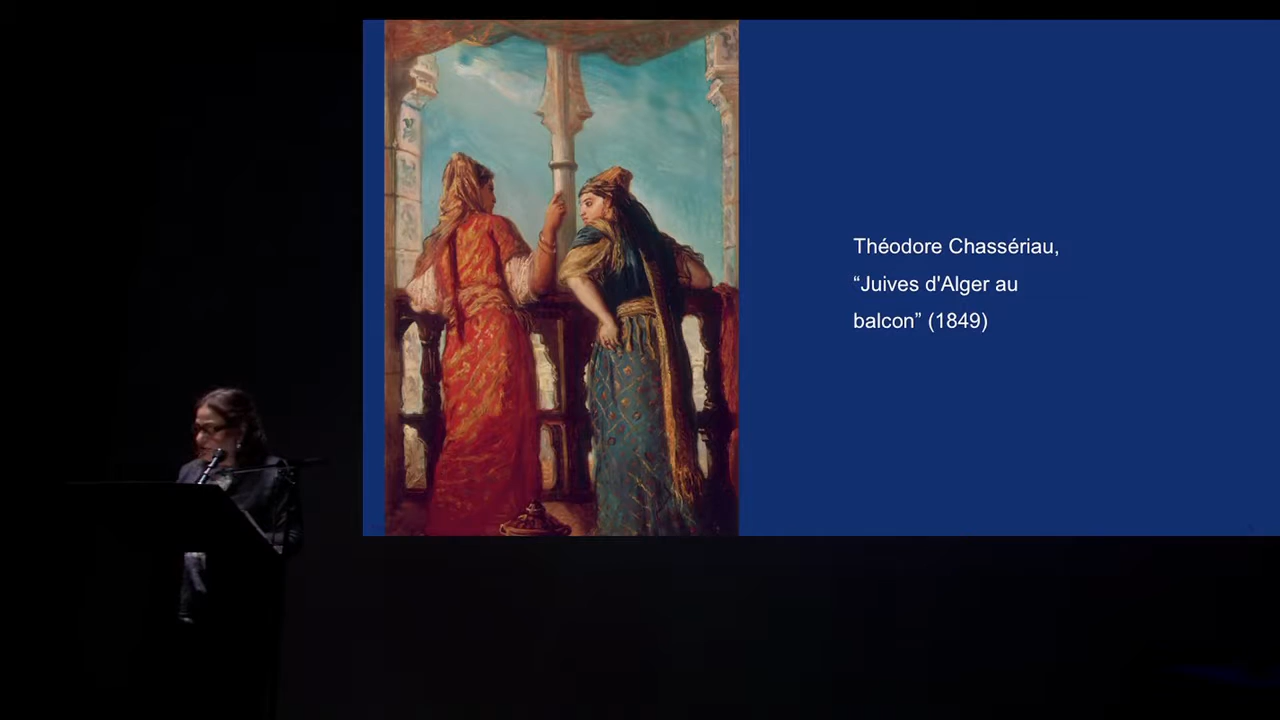 Théodore Chassériau,
“Juives d'Alger au
balcon” (1849)